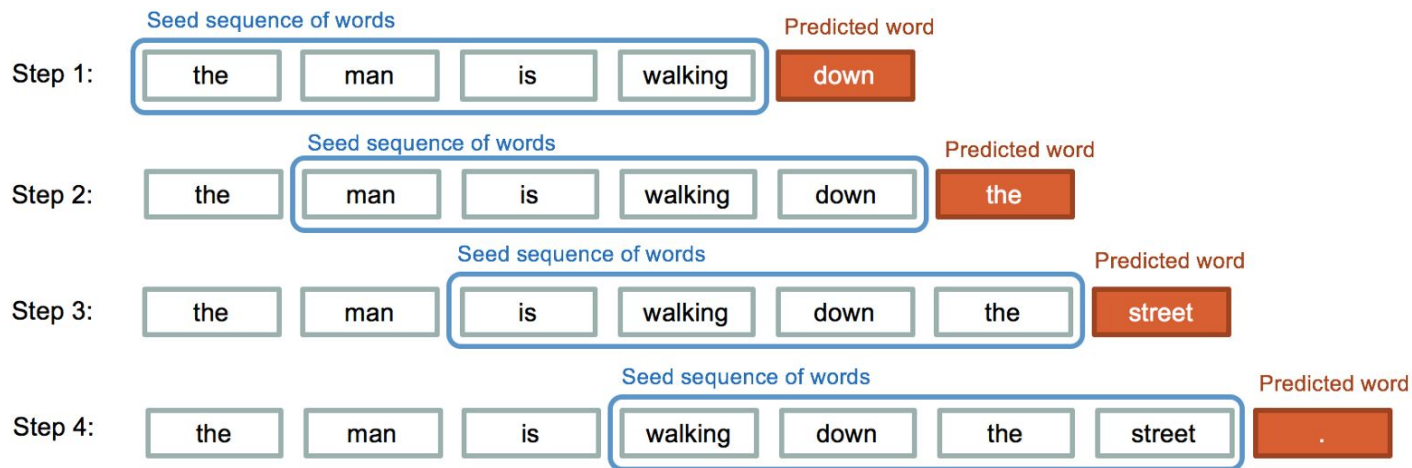 Seed sequence of words
Predicted word
Step 1: the man is walking down
Seed sequence of words
Predicted word
Step 2: the man is walking down the
Seed sequence of words
Predicted word
Step 3: the man is walking down the street
Seed sequence of words
Predicted word
Step 4: the man is walking down the street .